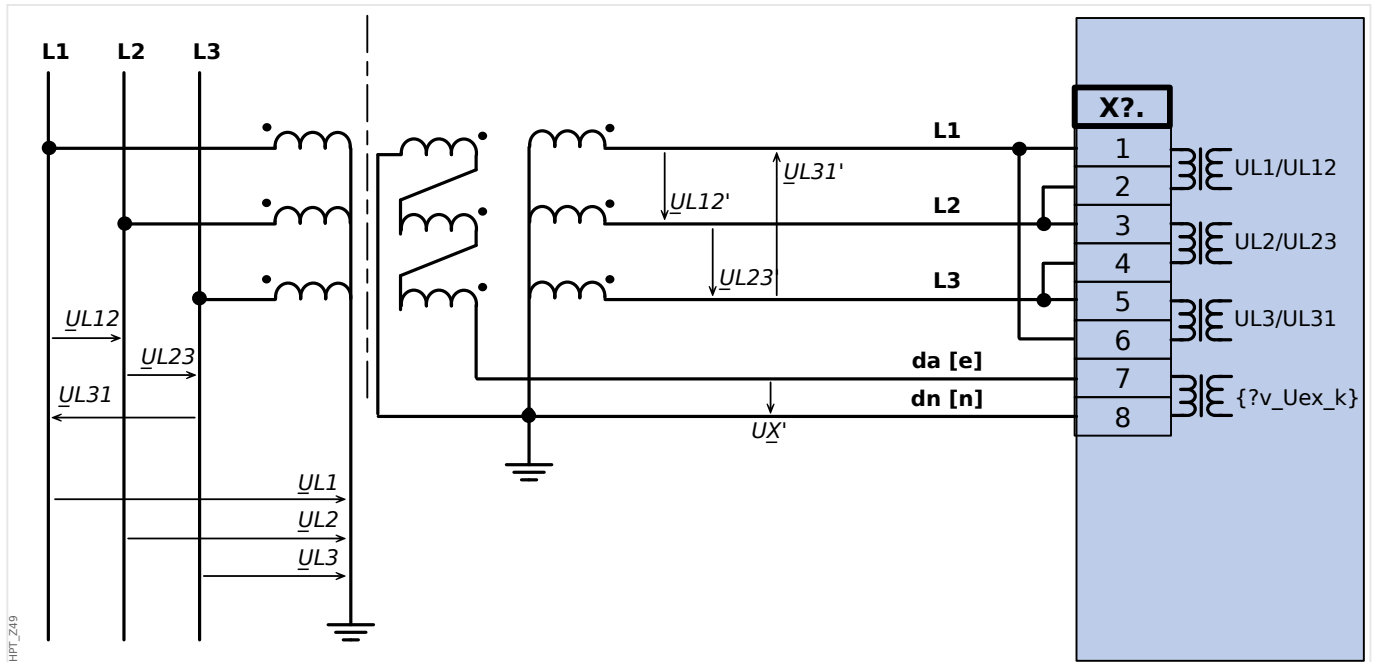 L1 L2 L3
X?.
L1
1
UL1/UL12
UL31'
2
UL12'
L2
3
UL2/UL23
4
UL23'
L3
5
UL3/UL31
UL12
6
UL23
da [e]
7
UL31
dn [n]
{?v_Uex_k}
8
UX'
UL1
UL2
UL3
HPT_Z49